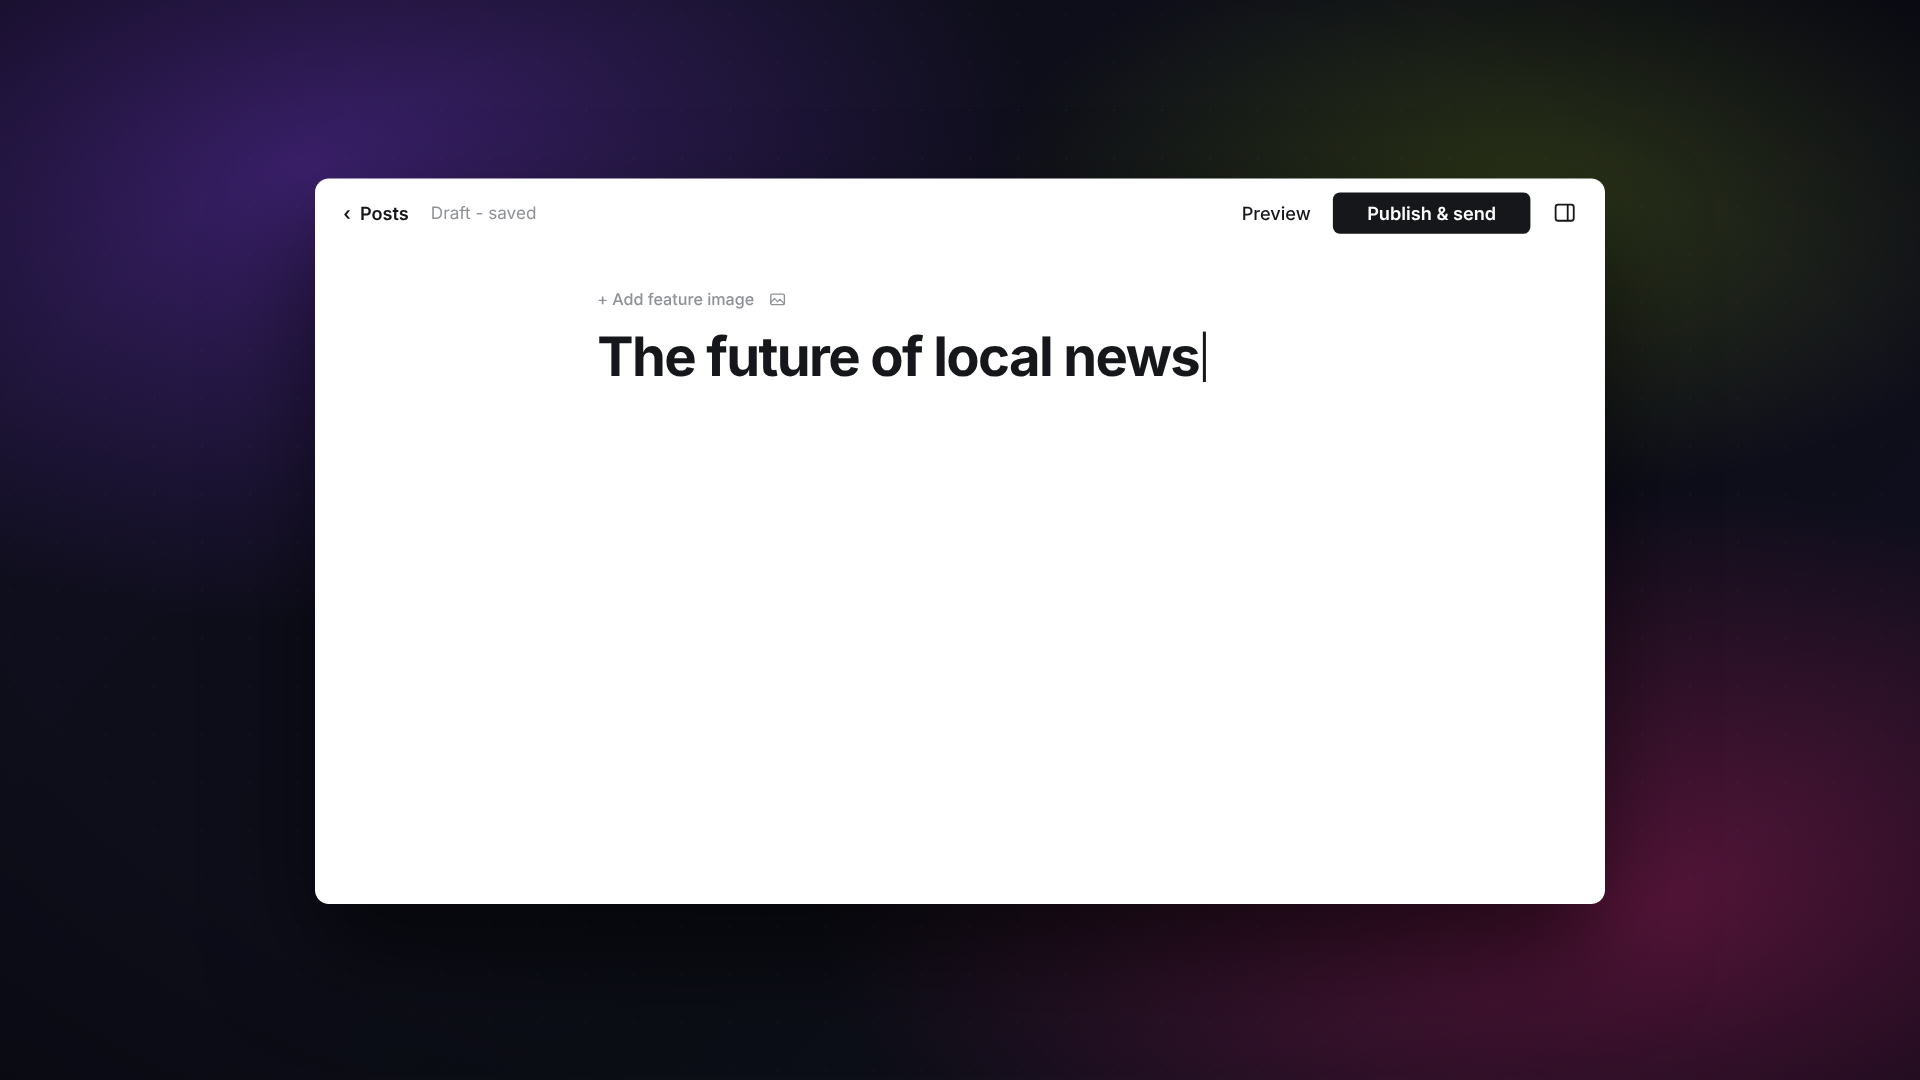 ‹ Posts Draft - saved Preview Publish & send
+ Add feature image
The future of local news